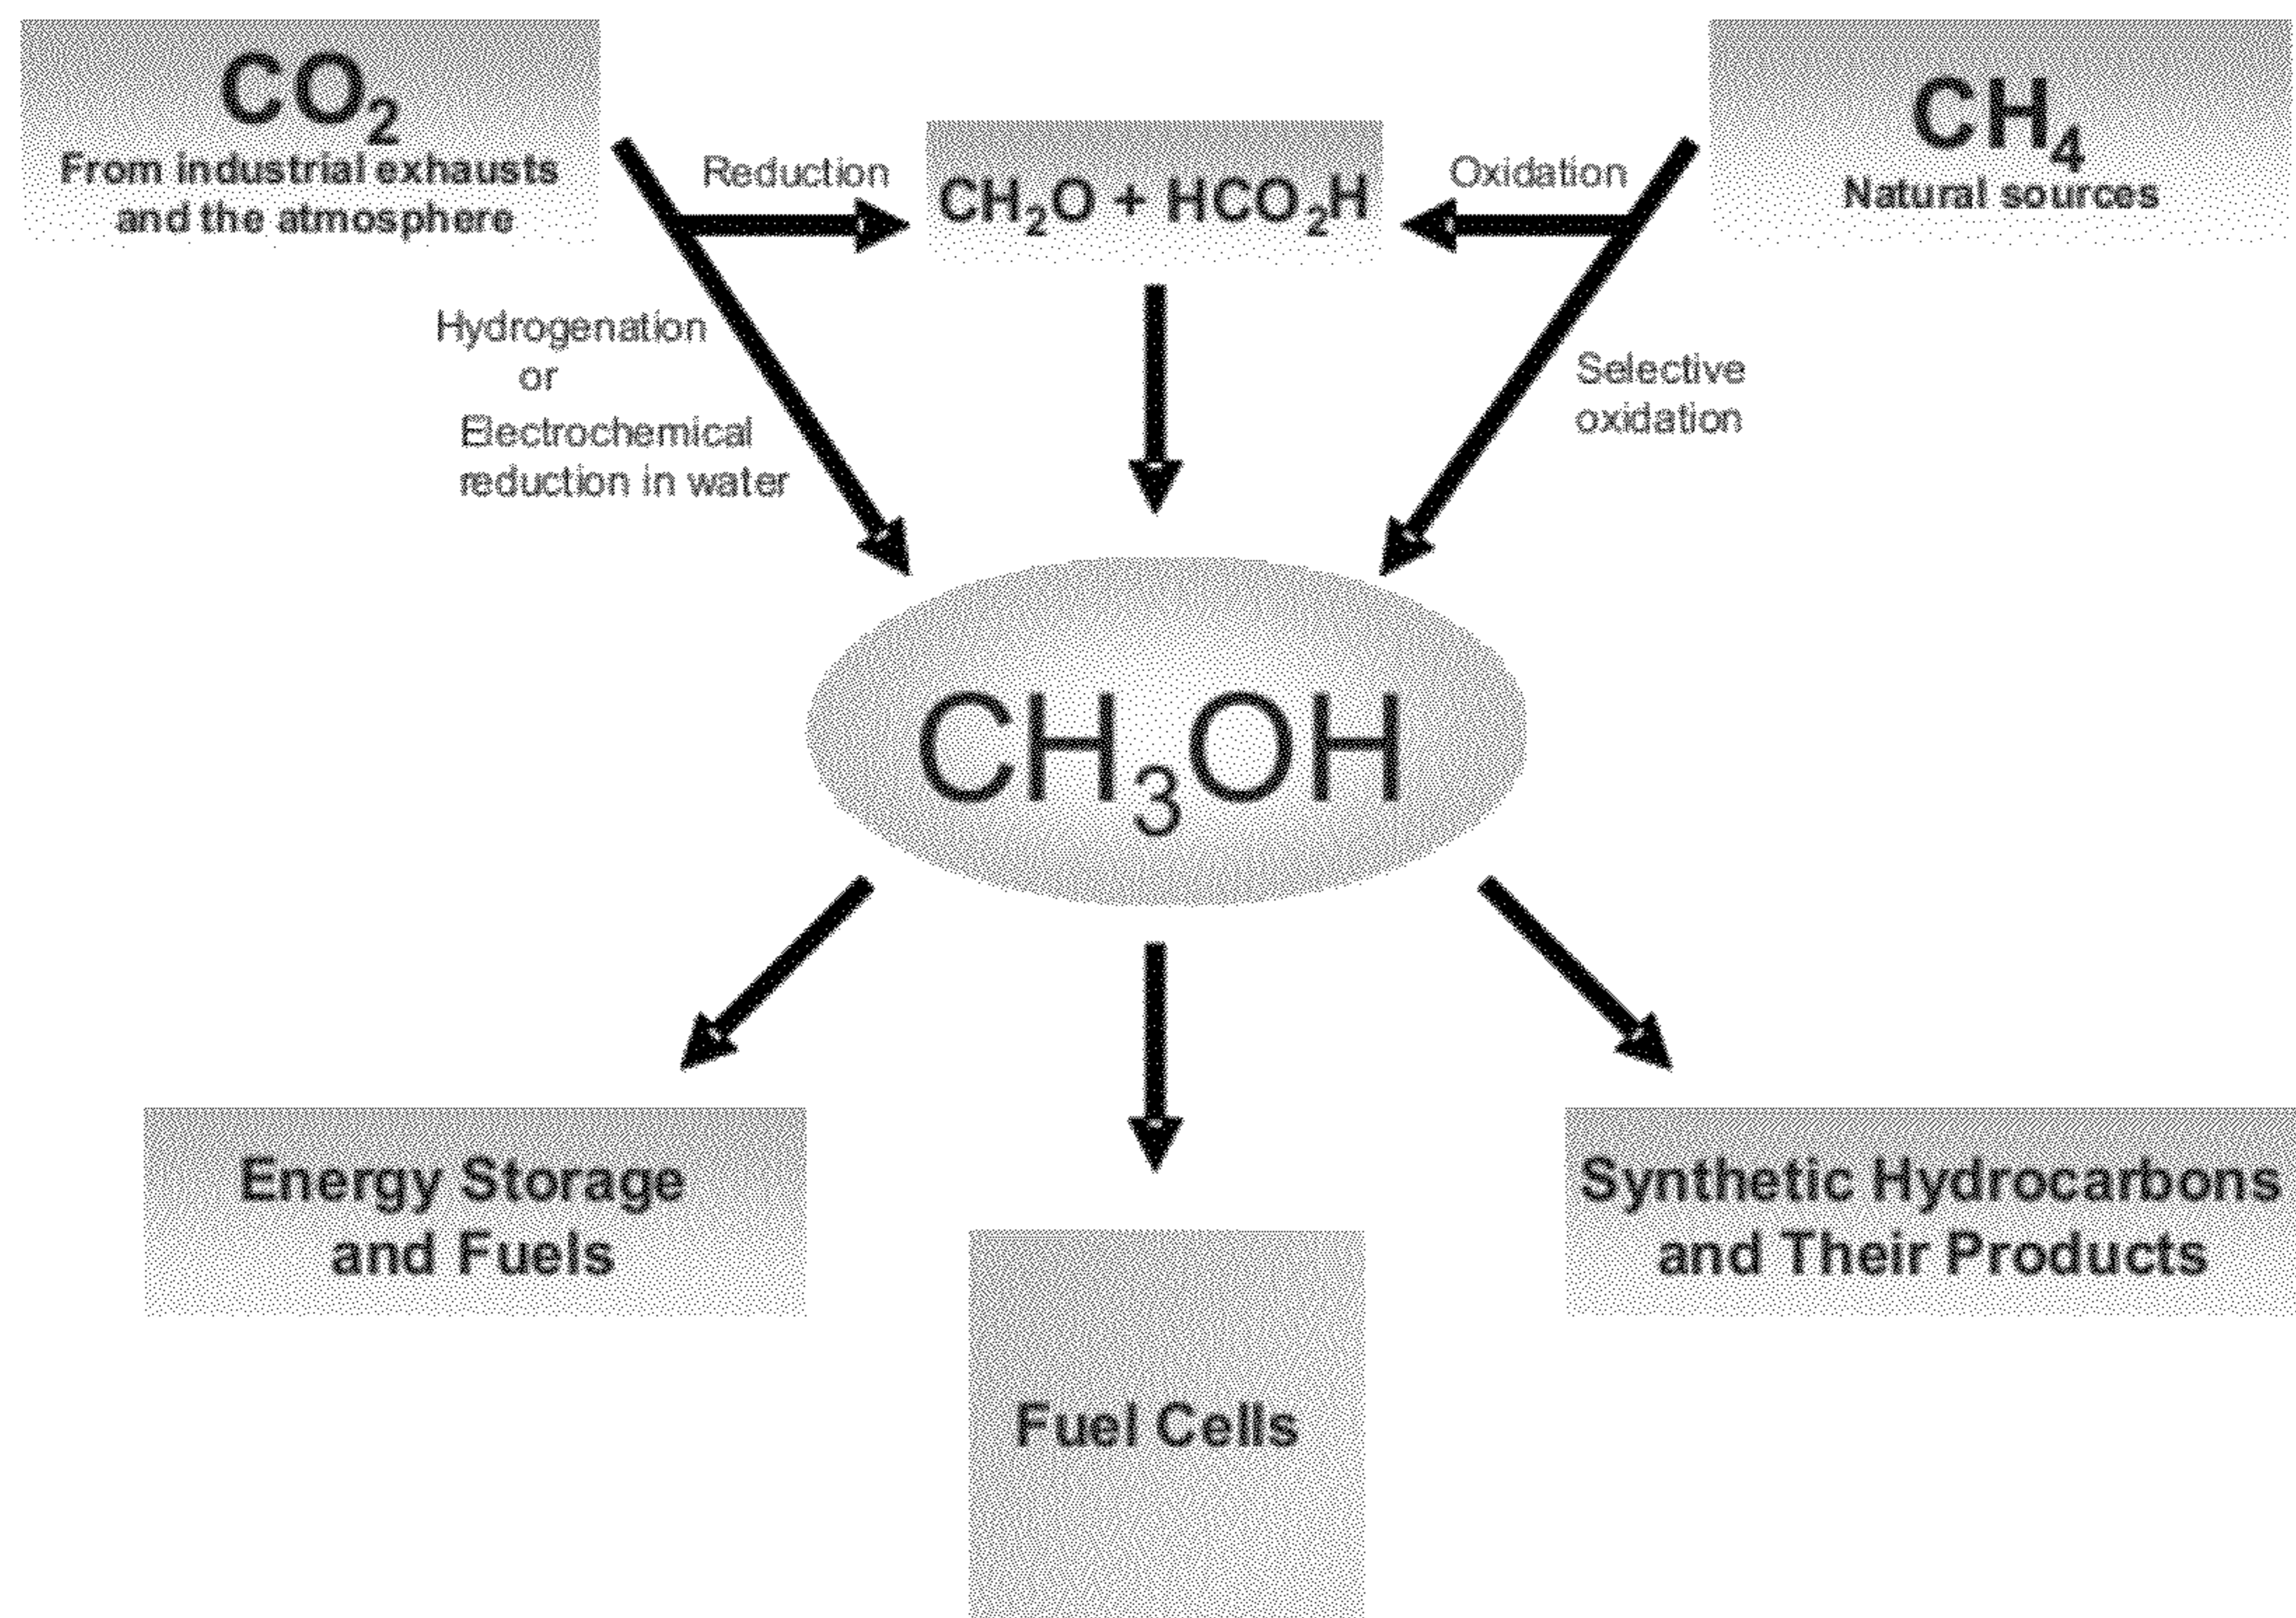 CO₂
From industrial exhausts
and the atmosphere
Reduction
CH₂O + HCO₂H
Oxidation
CH₄
Natural sources
Hydrogenation
or
Electrochemical
reduction in water
Selective
oxidation
CH₃OH
Energy Storage
and Fuels
Fuel Cells
Synthetic Hydrocarbons
and Their Products